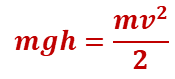 mgh = mv²/2